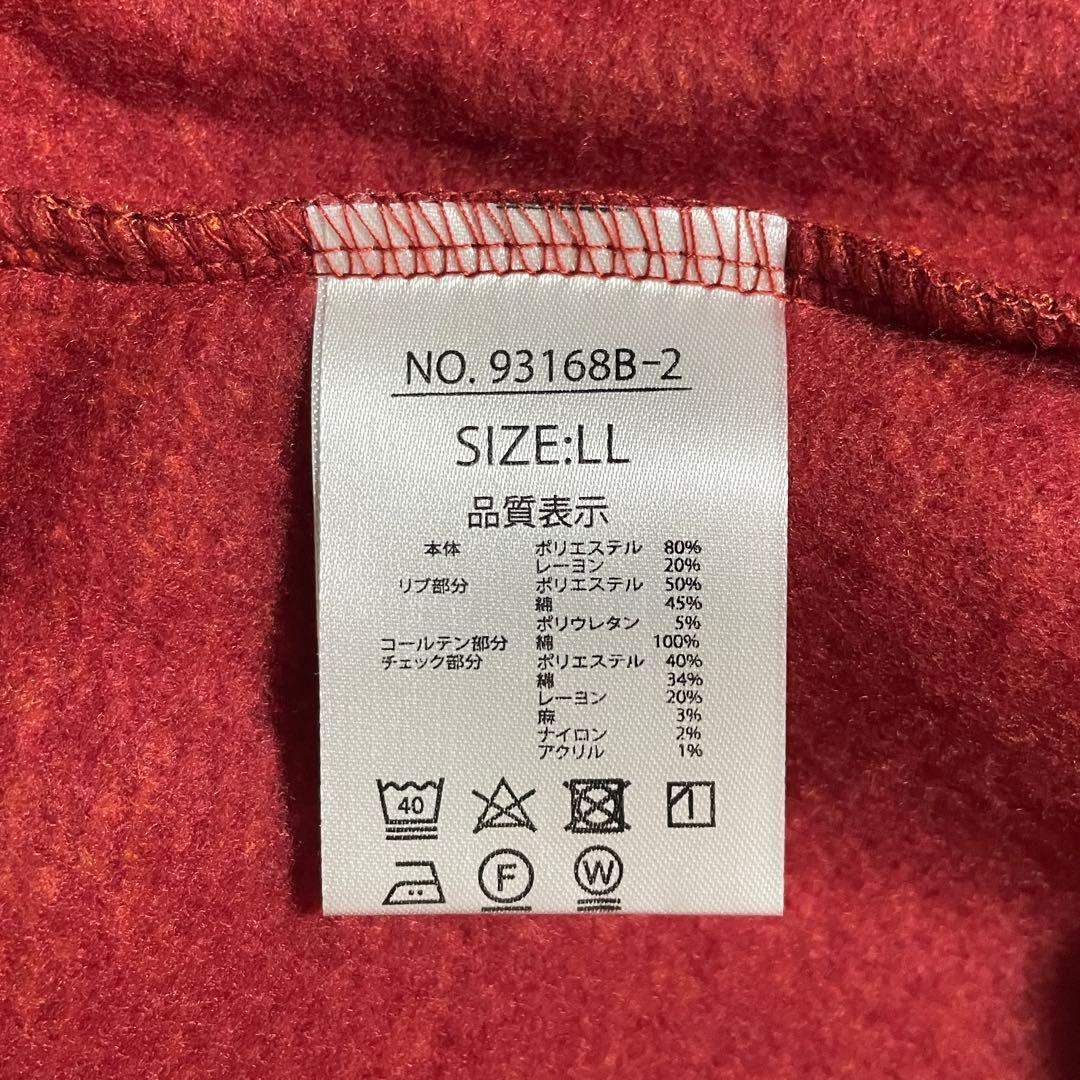 NO. 93168B-2
SIZE:LL
品質表示
本体 ポリエステル 80%
レーヨン 20%
リブ部分 ポリエステル 50%
綿 45%
ポリウレタン 5%
コールテン部分 綿 100%
チェック部分 ポリエステル 40%
綿 34%
レーヨン 20%
麻 3%
ナイロン 2%
アクリル 1%
40
F W